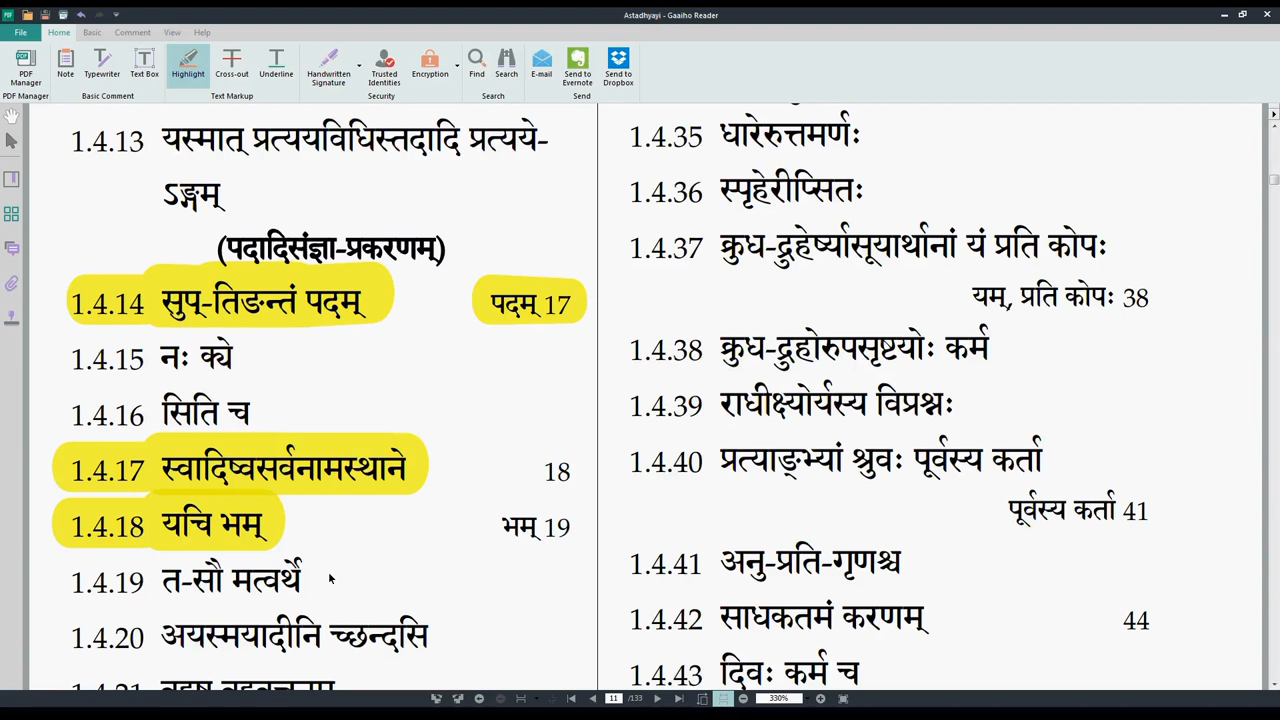 Astadhyayi - Gaaiho Reader
File Home Basic Comment View Help
PDF Manager Note Typewriter Text Box Highlight Cross-out Underline Handwritten Signature Trusted Identities Encryption Find Search E-mail Send to Evernote Send to Dropbox
PDF Manager Basic Comment Text Markup Security Search Send
1.4.13 यस्मात् प्रत्ययविधिस्तदादि प्रत्यये-
ऽङ्गम्
(पदादिसंज्ञा-प्रकरणम्)
1.4.14 सुप्-तिङन्तं पदम् पदम् 17
1.4.15 नः क्ये
1.4.16 सिति च
1.4.17 स्वादिष्वसर्वनामस्थाने 18
1.4.18 यचि भम् भम् 19
1.4.19 त-सौ मत्वर्थे
1.4.20 अयस्मयादीनि च्छन्दसि
1.4.35 धारेरुत्तमर्णः
1.4.36 स्पृहेरीप्सितः
1.4.37 क्रुध-द्रुहेर्ष्यासूयार्थानां यं प्रति कोपः
यम्, प्रति कोपः 38
1.4.38 क्रुध-द्रुहोरुपसृष्टयोः कर्म
1.4.39 राधीक्ष्योर्यस्य विप्रश्नः
1.4.40 प्रत्याङ्भ्यां श्रुवः पूर्वस्य कर्ता
पूर्वस्य कर्ता 41
1.4.41 अनु-प्रति-गृणश्च
1.4.42 साधकतमं करणम् 44
1.4.43 दिवः कर्म च
11 /133 330%